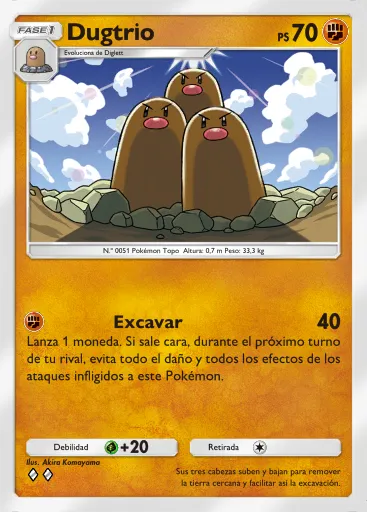 FASE 1
Dugtrio
PS 70
Evoluciona de Diglett
N.º 0051 Pokémon Topo Altura: 0,7 m Peso: 33,3 kg
Excavar 40
Lanza 1 moneda. Si sale cara, durante el próximo turno
de tu rival, evita todo el daño y todos los efectos de los
ataques infligidos a este Pokémon.
Debilidad +20 Retirada
Ilus. Akira Komayama
Sus tres cabezas suben y bajan para remover
la tierra cercana y facilitar así la excavación.